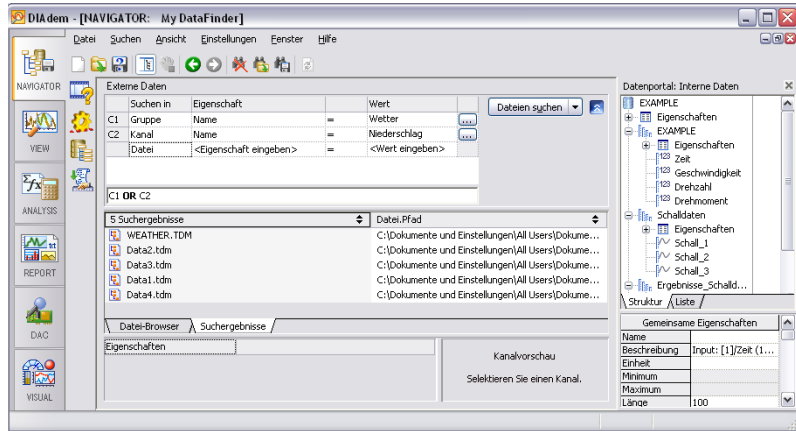 DIAdem - [NAVIGATOR: My DataFinder]
Datei Suchen Ansicht Einstellungen Fenster Hilfe
NAVIGATOR
VIEW
ANALYSIS
REPORT
DAC
VISUAL
Externe Daten
Suchen in Eigenschaft Wert
C1 Gruppe Name = Wetter ...
C2 Kanal Name = Niederschlag ...
Datei <Eigenschaft eingeben> = <Wert eingeben>
Dateien suchen
C1 OR C2
5 Suchergebnisse Datei.Pfad
WEATHER.TDM C:\Dokumente und Einstellungen\All Users\Dokume...
Data2.tdm C:\Dokumente und Einstellungen\All Users\Dokume...
Data3.tdm C:\Dokumente und Einstellungen\All Users\Dokume...
Data1.tdm C:\Dokumente und Einstellungen\All Users\Dokume...
Data4.tdm C:\Dokumente und Einstellungen\All Users\Dokume...
Datei-Browser Suchergebnisse
Eigenschaften
Kanalvorschau
Selektieren Sie einen Kanal.
Datenportal: Interne Daten
EXAMPLE
Eigenschaften
EXAMPLE
Eigenschaften
123 Zeit
123 Geschwindigkeit
123 Drehzahl
123 Drehmoment
Schalldaten
Eigenschaften
Schall_1
Schall_2
Schall_3
Ergebnisse_Schalld...
Struktur Liste
Gemeinsame Eigenschaften
Name
Beschreibung Input: [1]/Zeit (1...
Einheit
Minimum
Maximum
Länge 100